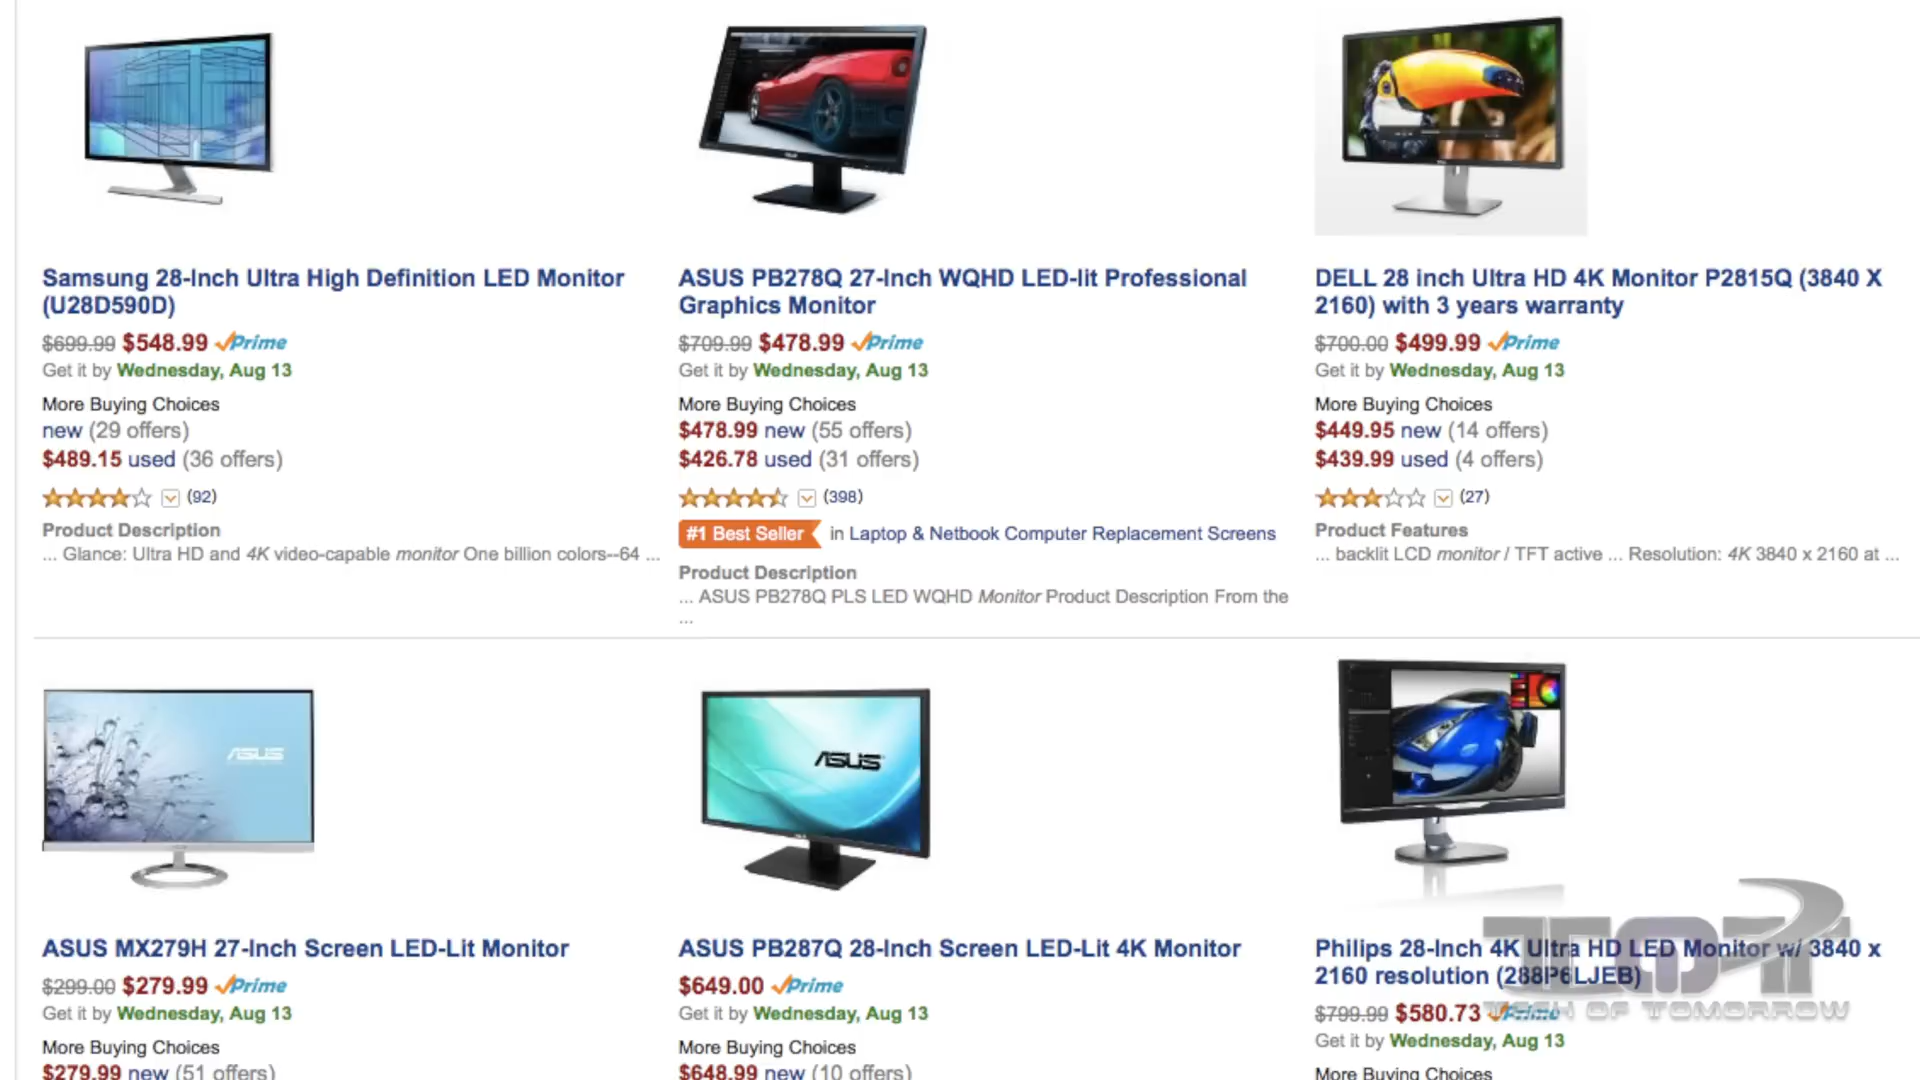 Samsung 28-Inch Ultra High Definition LED Monitor
(U28D590D)
$699.99 $548.99 Prime
Get it by Wednesday, Aug 13
More Buying Choices
new (29 offers)
$489.15 used (36 offers)
(92)
Product Description
... Glance: Ultra HD and 4K video-capable monitor One billion colors--64 ...
ASUS PB278Q 27-Inch WQHD LED-lit Professional
Graphics Monitor
$709.99 $478.99 Prime
Get it by Wednesday, Aug 13
More Buying Choices
$478.99 new (55 offers)
$426.78 used (31 offers)
(398)
#1 Best Seller in Laptop & Netbook Computer Replacement Screens
Product Description
... ASUS PB278Q PLS LED WQHD Monitor Product Description From the
...
DELL 28 inch Ultra HD 4K Monitor P2815Q (3840 X
2160) with 3 years warranty
$700.00 $499.99 Prime
Get it by Wednesday, Aug 13
More Buying Choices
$449.95 new (14 offers)
$439.99 used (4 offers)
(27)
Product Features
... backlit LCD monitor / TFT active ... Resolution: 4K 3840 x 2160 at ...
ASUS
ASUS MX279H 27-Inch Screen LED-Lit Monitor
$299.00 $279.99 Prime
Get it by Wednesday, Aug 13
More Buying Choices
$279.99 new (51 offers)
ASUS
ASUS PB287Q 28-Inch Screen LED-Lit 4K Monitor
$649.00 Prime
Get it by Wednesday, Aug 13
More Buying Choices
$648.99 new (10 offers)
Philips 28-Inch 4K Ultra HD LED Monitor w/ 3840 x
2160 resolution (288P6LJEB)
$799.99 $580.73 Prime
Get it by Wednesday, Aug 13
More Buying Choices
TECH OF TOMORROW